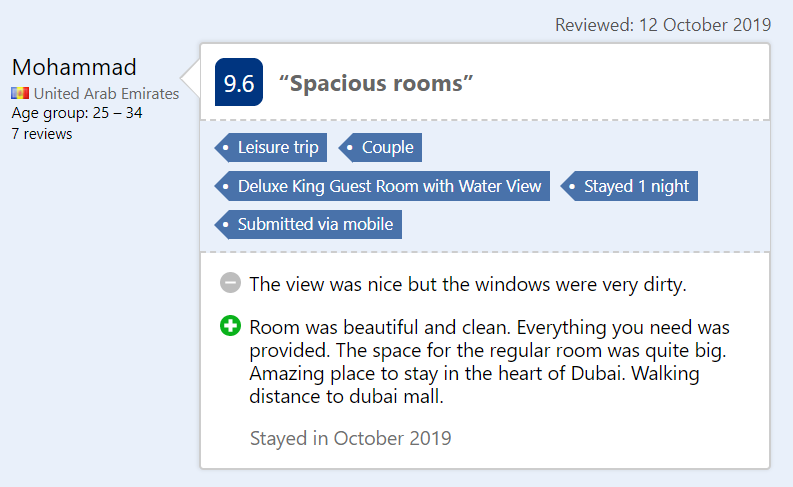 Reviewed: 12 October 2019
Mohammad
United Arab Emirates
Age group: 25 – 34
7 reviews
9.6 “Spacious rooms”
Leisure trip Couple
Deluxe King Guest Room with Water View Stayed 1 night
Submitted via mobile
The view was nice but the windows were very dirty.
Room was beautiful and clean. Everything you need was
provided. The space for the regular room was quite big.
Amazing place to stay in the heart of Dubai. Walking
distance to dubai mall.
Stayed in October 2019